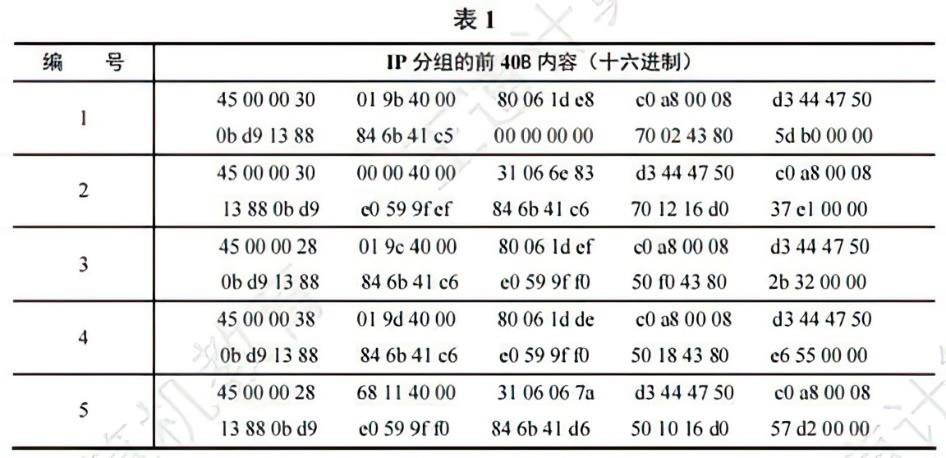 表1
编 号 IP 分组的前 40B 内容（十六进制）
1 45 00 00 30 01 9b 40 00 80 06 1d e8 c0 a8 00 08 d3 44 47 50
0b d9 13 88 84 6b 41 c5 00 00 00 00 70 02 43 80 5d b0 00 00
2 45 00 00 30 00 00 40 00 31 06 6e 83 d3 44 47 50 c0 a8 00 08
13 88 0b d9 e0 59 9f ef 84 6b 41 c6 70 12 16 d0 37 e1 00 00
3 45 00 00 28 01 9c 40 00 80 06 1d ef c0 a8 00 08 d3 44 47 50
0b d9 13 88 84 6b 41 c6 e0 59 9f f0 50 f0 43 80 2b 32 00 00
4 45 00 00 38 01 9d 40 00 80 06 1d de c0 a8 00 08 d3 44 47 50
0b d9 13 88 84 6b 41 c6 e0 59 9f f0 50 18 43 80 e6 55 00 00
5 45 00 00 28 68 11 40 00 31 06 06 7a d3 44 47 50 c0 a8 00 08
13 88 0b d9 e0 59 9f f0 84 6b 41 d6 50 10 16 d0 57 d2 00 00